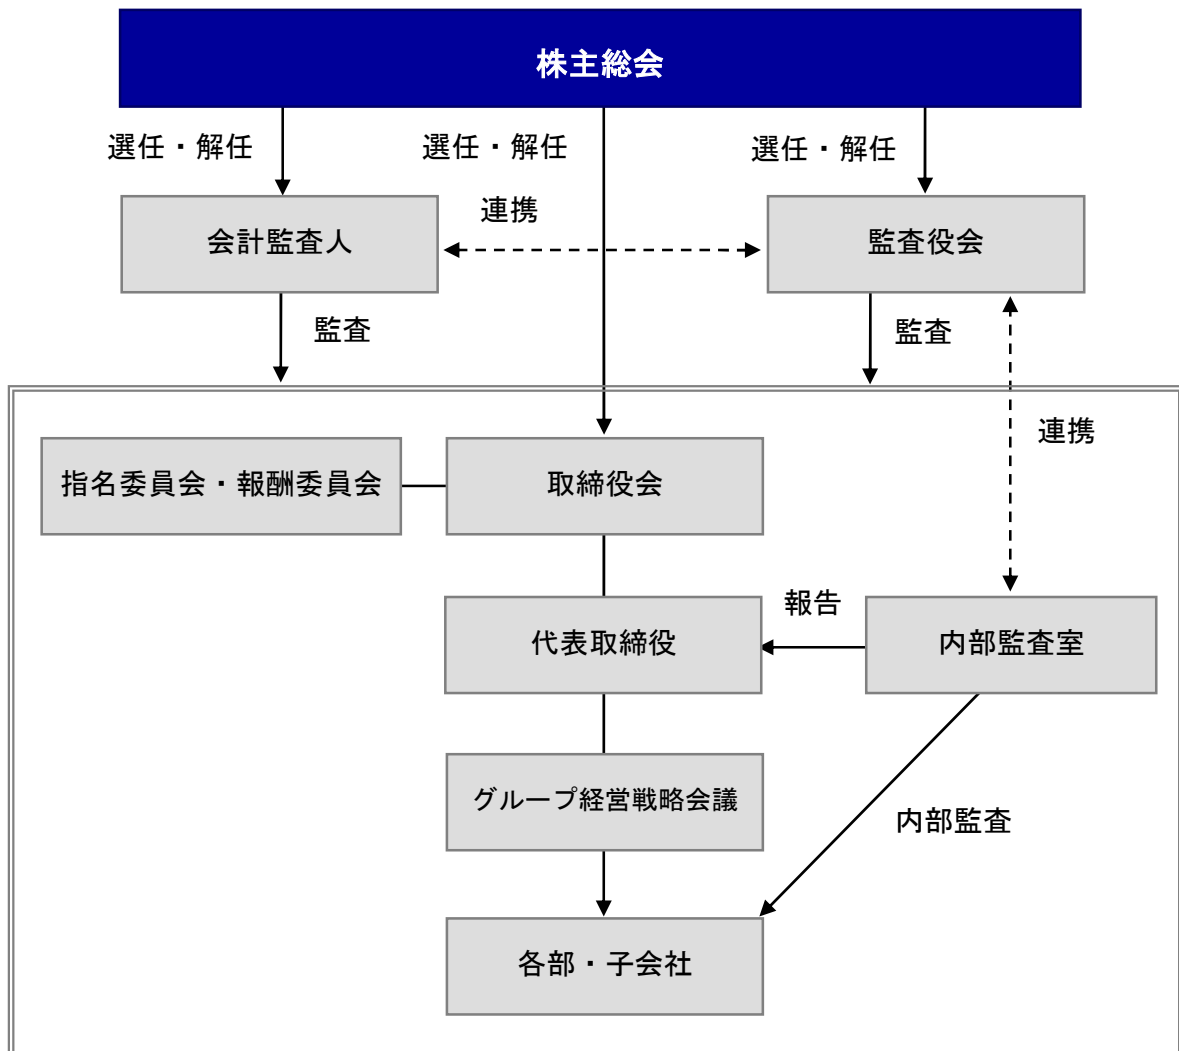 株主総会
選任・解任
選任・解任
選任・解任
連携
会計監査人
監査役会
監査
監査
連携
指名委員会・報酬委員会
取締役会
報告
代表取締役
内部監査室
グループ経営戦略会議
内部監査
各部・子会社